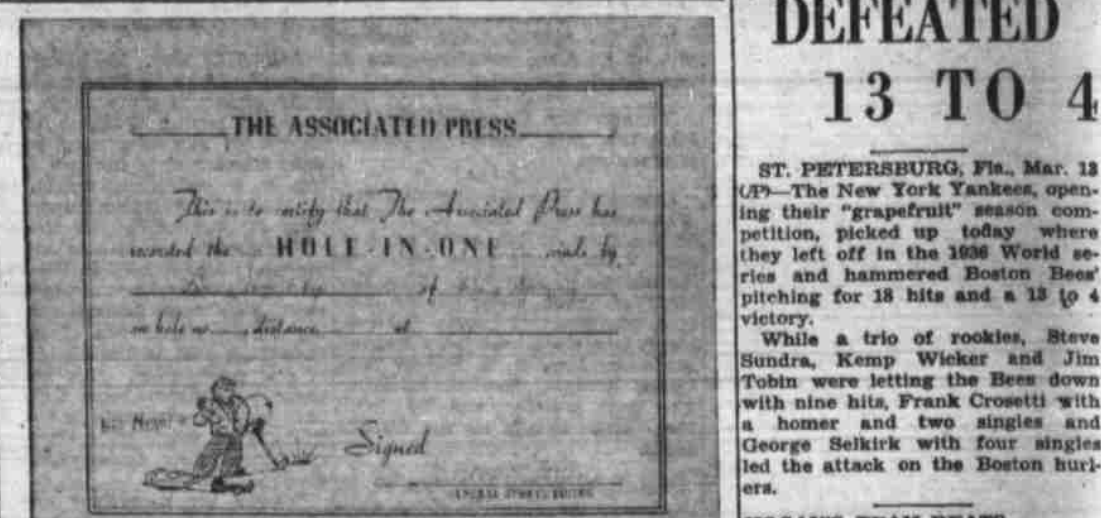 THE ASSOCIATED PRESS
This is to certify that The Associated Press has
recorded the HOLE-IN-ONE made by
of
on hole no. distance at
Signed
SPORTS EDITOR
DEFEATED
13 TO 4
ST. PETERSBURG, Fla., Mar. 13
(/P)—The New York Yankees, open-
ing their "grapefruit" season com-
petition, picked up today where
they left off in the 1936 World se-
ries and hammered Boston Bees'
pitching for 18 hits and a 13 to 4
victory.
While a trio of rookies, Steve
Sundra, Kemp Wicker and Jim
Tobin were letting the Bees down
with nine hits, Frank Crosetti with
a homer and two singles and
George Selkirk with four singles
led the attack on the Boston hurl-
ers.